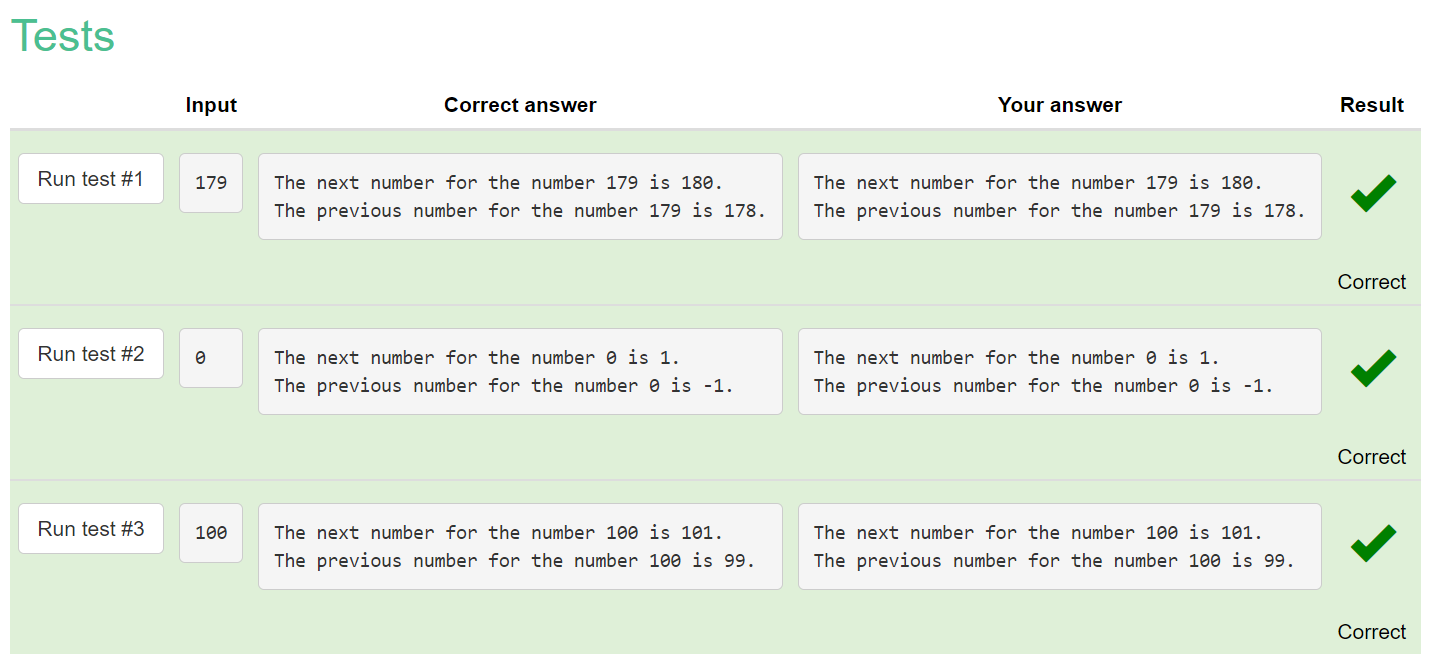 Tests
Input Correct answer Your answer Result
Run test #1 179 The next number for the number 179 is 180. The next number for the number 179 is 180.
The previous number for the number 179 is 178. The previous number for the number 179 is 178.
Correct
Run test #2 0 The next number for the number 0 is 1. The next number for the number 0 is 1.
The previous number for the number 0 is -1. The previous number for the number 0 is -1.
Correct
Run test #3 100 The next number for the number 100 is 101. The next number for the number 100 is 101.
The previous number for the number 100 is 99. The previous number for the number 100 is 99.
Correct